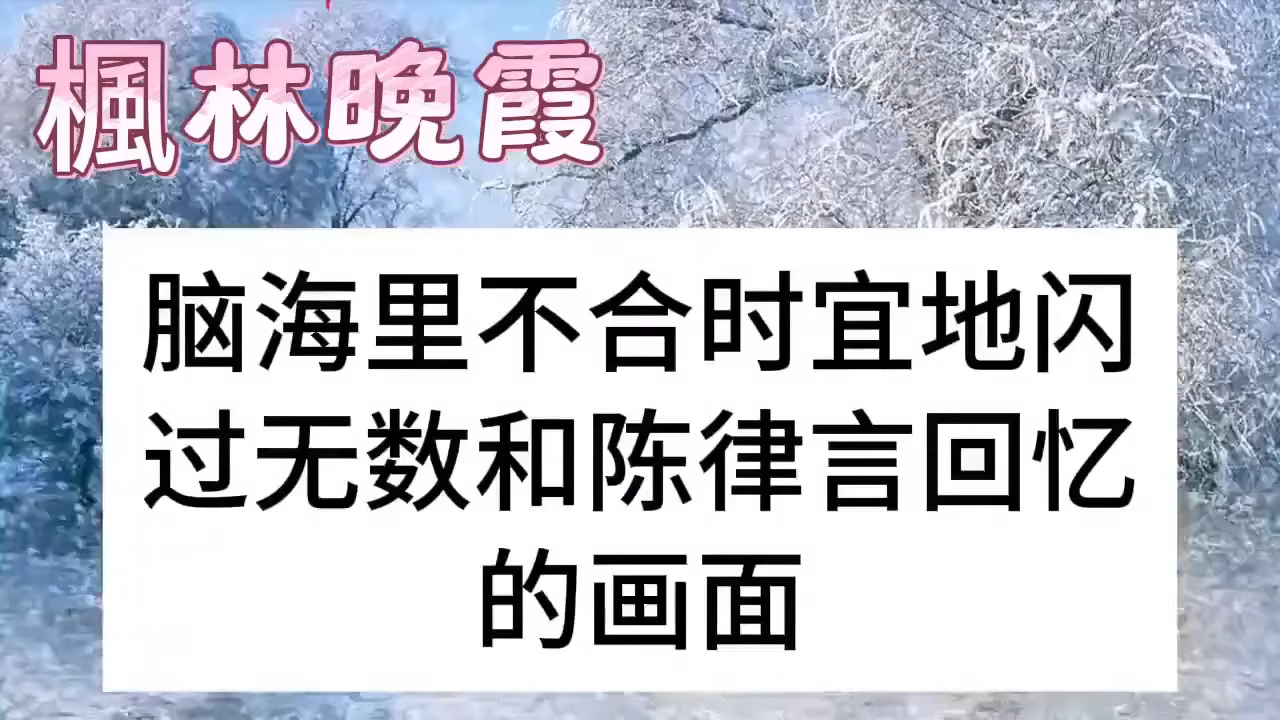 楓林晚霞
脑海里不合时宜地闪
过无数和陈律言回忆
的画面